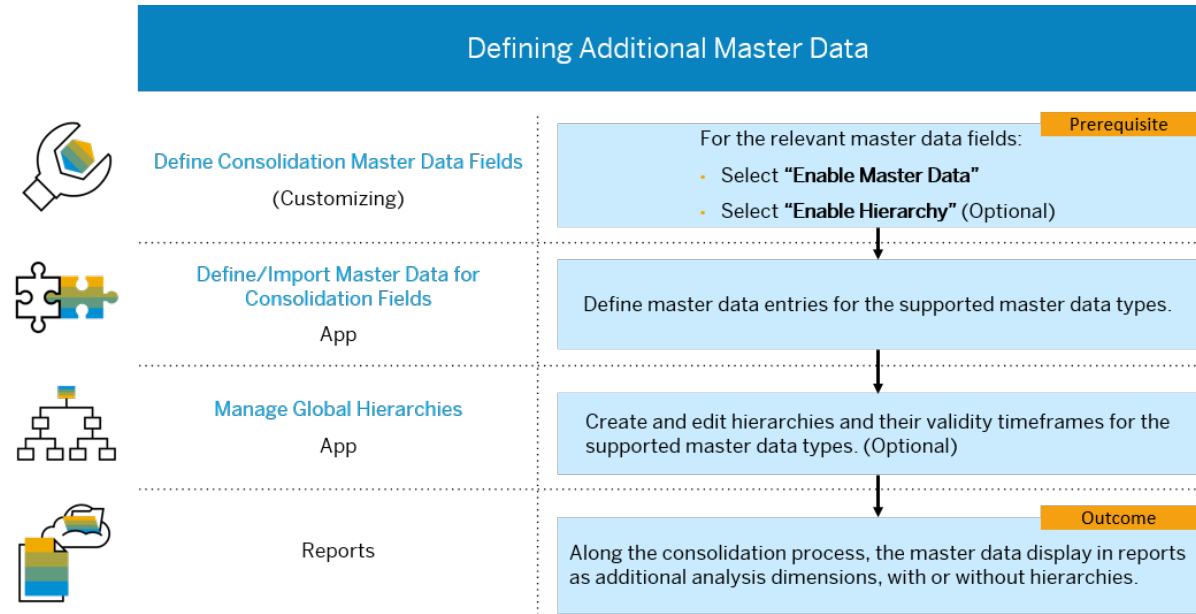 Defining Additional Master Data
Define Consolidation Master Data Fields
(Customizing)
Prerequisite
For the relevant master data fields:
• Select “Enable Master Data”
• Select “Enable Hierarchy” (Optional)
Define/Import Master Data for
Consolidation Fields
App
Define master data entries for the supported master data types.
Manage Global Hierarchies
App
Create and edit hierarchies and their validity timeframes for the
supported master data types. (Optional)
Reports
Outcome
Along the consolidation process, the master data display in reports
as additional analysis dimensions, with or without hierarchies.